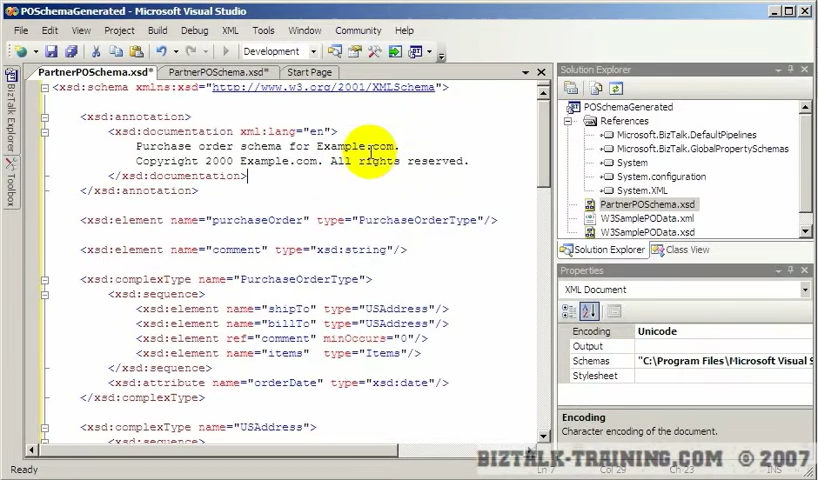 POSchemaGenerated - Microsoft Visual Studio
File Edit View Project Build Debug XML Tools Window Community Help
Development
PartnerPOSchema.xsd* PartnerPOSchema.xsd* Start Page
BizTalk Explorer
Toolbox
<xsd:schema xmlns:xsd="http://www.w3.org/2001/XMLSchema">
<xsd:annotation>
<xsd:documentation xml:lang="en">
Purchase order schema for Example.com.
Copyright 2000 Example.com. All rights reserved.
</xsd:documentation>
</xsd:annotation>
<xsd:element name="purchaseOrder" type="PurchaseOrderType"/>
<xsd:element name="comment" type="xsd:string"/>
<xsd:complexType name="PurchaseOrderType">
<xsd:sequence>
<xsd:element name="shipTo" type="USAddress"/>
<xsd:element name="billTo" type="USAddress"/>
<xsd:element ref="comment" minOccurs="0"/>
<xsd:element name="items" type="Items"/>
</xsd:sequence>
<xsd:attribute name="orderDate" type="xsd:date"/>
</xsd:complexType>
<xsd:complexType name="USAddress">
<xsd:sequence>
Solution Explorer
POSchemaGenerated
References
Microsoft.BizTalk.DefaultPipelines
Microsoft.BizTalk.GlobalPropertySchemas
System
System.configuration
System.XML
PartnerPOSchema.xsd
W3SamplePOData.xml
W3SamplePOData.xsd
Solution Explorer Class View
Properties
XML Document
Encoding Unicode
Output
Schemas "C:\Program Files\Microsoft Visual S
Stylesheet
Encoding
Character encoding of the document.
Ready Ln 7 Col 29 Ch 23 INS
BIZTALK-TRAINING.COM © 2007